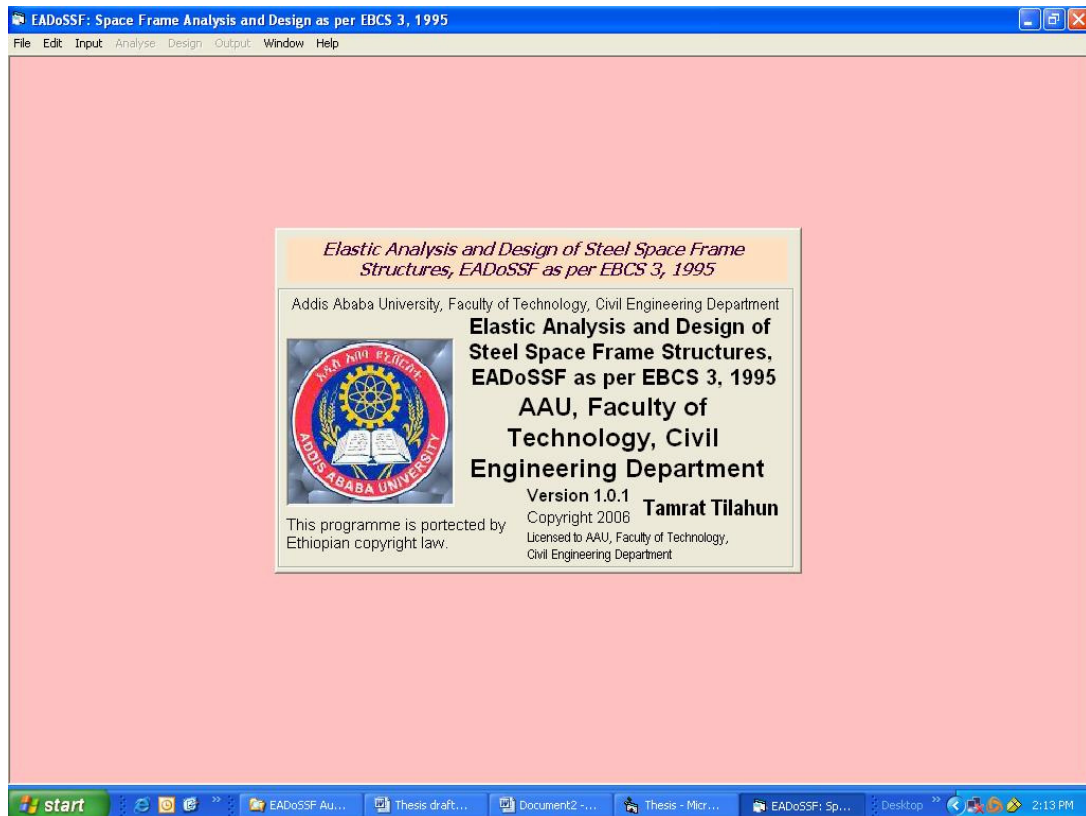 EADoSSF: Space Frame Analysis and Design as per EBCS 3, 1995
File Edit Input Analyse Design Output Window Help
Elastic Analysis and Design of Steel Space Frame
Structures, EADoSSF as per EBCS 3, 1995
Addis Ababa University, Faculty of Technology, Civil Engineering Department
Elastic Analysis and Design of
Steel Space Frame Structures,
EADoSSF as per EBCS 3, 1995
AAU, Faculty of
Technology, Civil
Engineering Department
አዲስ አበባ ዩኒቨርሲቲ
ADDIS ABABA UNIVERSITY
Version 1.0.1
Copyright 2006
Tamrat Tilahun
Licensed to AAU, Faculty of Technology,
Civil Engineering Department
This programme is portected by
Ethiopian copyright law.
start EADoSSF Au... Thesis draft... Document2 -... Thesis - Micr... EADoSSF: Sp... Desktop 2:13 PM